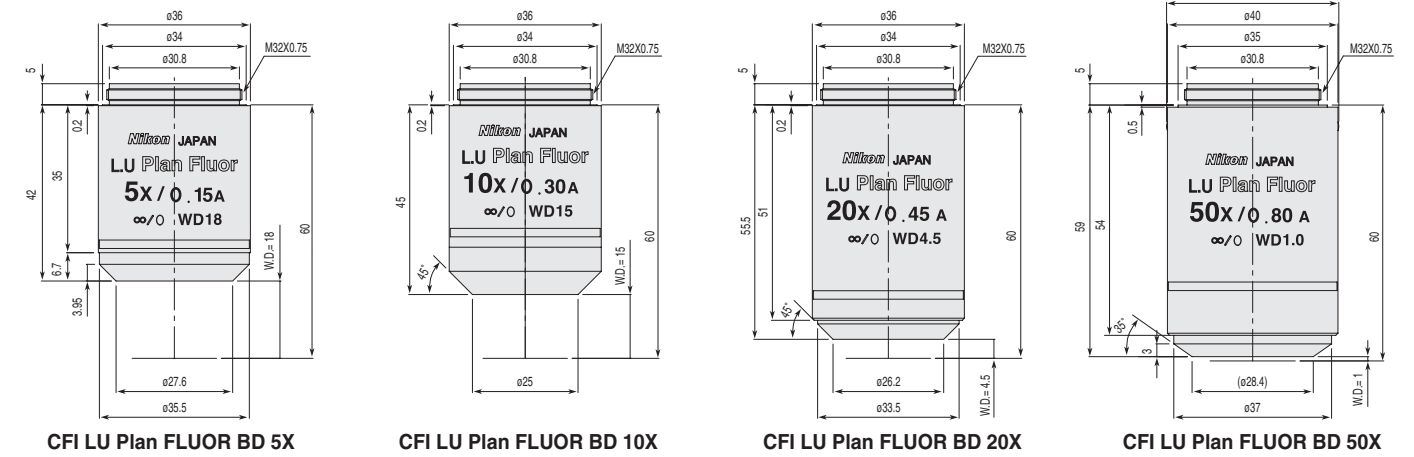 ø36
ø34
ø30.8
M32X0.75
5
0.2
35
42
6.7
3.95
60
W.D.= 18
Nikon JAPAN
L.U Plan Fluor
5X/0.15A
∞/0 WD18
ø27.6
ø35.5
CFI LU Plan FLUOR BD 5X
ø36
ø34
ø30.8
M32X0.75
0.2
45
45°
60
W.D.= 15
Nikon JAPAN
L.U Plan Fluor
10X/0.30A
∞/0 WD15
ø25
CFI LU Plan FLUOR BD 10X
ø36
ø34
ø30.8
M32X0.75
5
0.2
51
55.5
45°
60
W.D.= 4.5
Nikon JAPAN
L.U Plan Fluor
20X/0.45 A
∞/0 WD4.5
ø26.2
ø33.5
CFI LU Plan FLUOR BD 20X
ø40
ø35
ø30.8
M32X0.75
5
0.5
54
59
35°
3
60
W.D.= 1
Nikon JAPAN
L.U Plan Fluor
50X/0.80 A
∞/0 WD1.0
(ø28.4)
ø37
CFI LU Plan FLUOR BD 50X